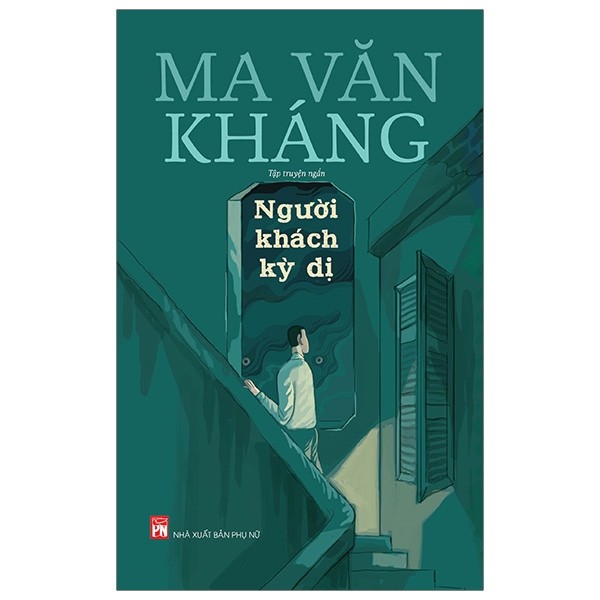 MA VĂN
KHÁNG
Tập truyện ngắn
Người
khách
kỳ dị
PN
NHÀ XUẤT BẢN PHỤ NỮ